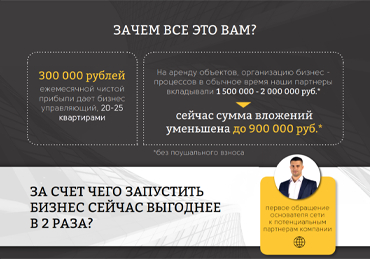 ЗАЧЕМ ВСЕ ЭТО ВАМ?
300 000 рублей
ежемесячной чистой
прибыли дает бизнес
управляющий, 20-25
квартирами
На аренду объектов, организацию бизнес -
процессов в обычное время наши партнеры
вкладывали 1 500 000 - 2 000 000 руб.*
сейчас сумма вложений
уменьшена до 900 000 руб.*
*без поушального взноса
ЗА СЧЕТ ЧЕГО ЗАПУСТИТЬ
БИЗНЕС СЕЙЧАС ВЫГОДНЕЕ
В 2 РАЗА?
первое обращение
основателя сети
к потенциальным
партнерам компании